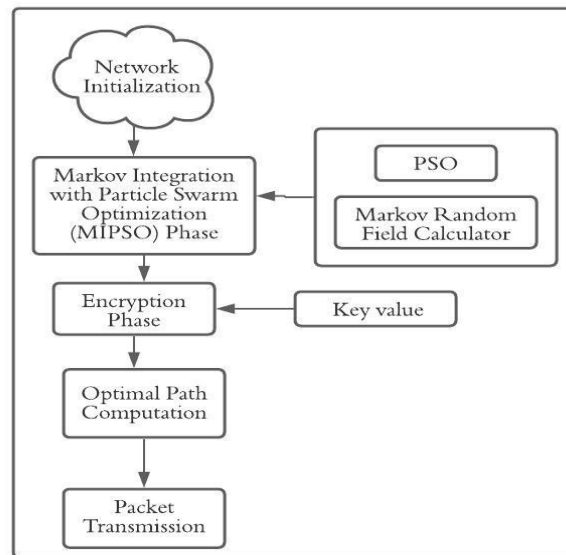 Network
Initialization
Markov Integration
with Particle Swarm
Optimization
(MIPSO) Phase
PSO
Markov Random
Field Calculator
Encryption
Phase
Key value
Optimal Path
Computation
Packet
Transmission